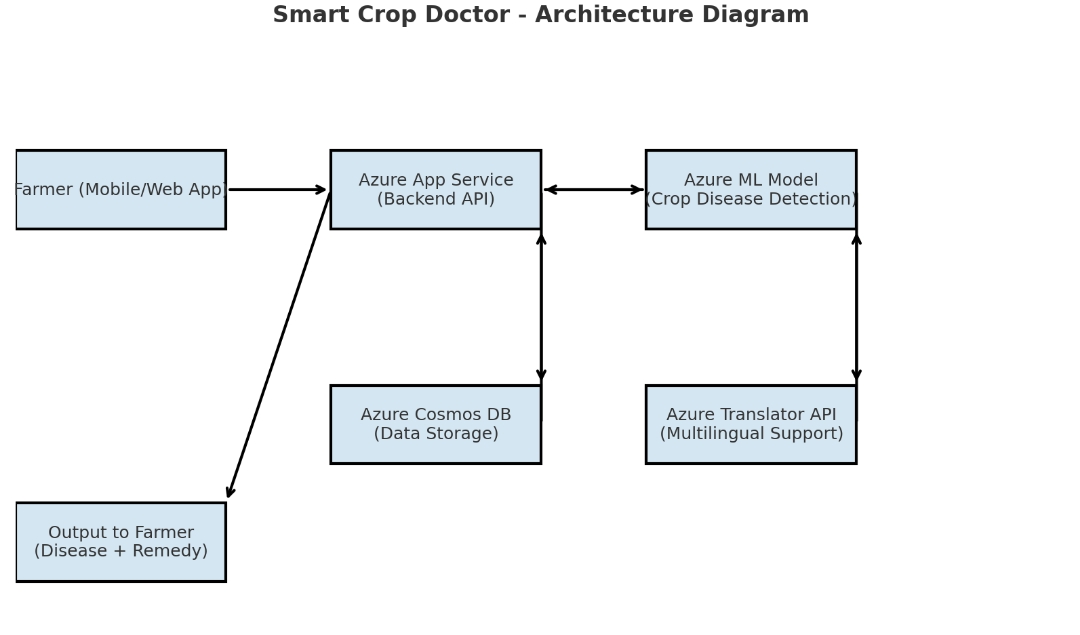 Smart Crop Doctor - Architecture Diagram
Farmer (Mobile/Web App)
Azure App Service
(Backend API)
Azure ML Model
(Crop Disease Detection)
Azure Cosmos DB
(Data Storage)
Azure Translator API
(Multilingual Support)
Output to Farmer
(Disease + Remedy)